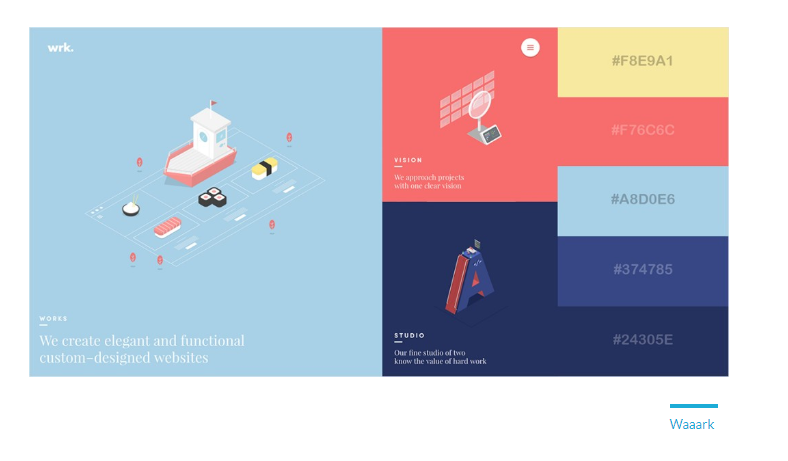 wrk.
WORKS
We create elegant and functional
custom-designed websites
VISION
We approach projects
with one clear vision
STUDIO
Our fine studio of two
know the value of hard work
#F8E9A1
#F76C6C
#A8D0E6
#374785
#24305E
Waaark